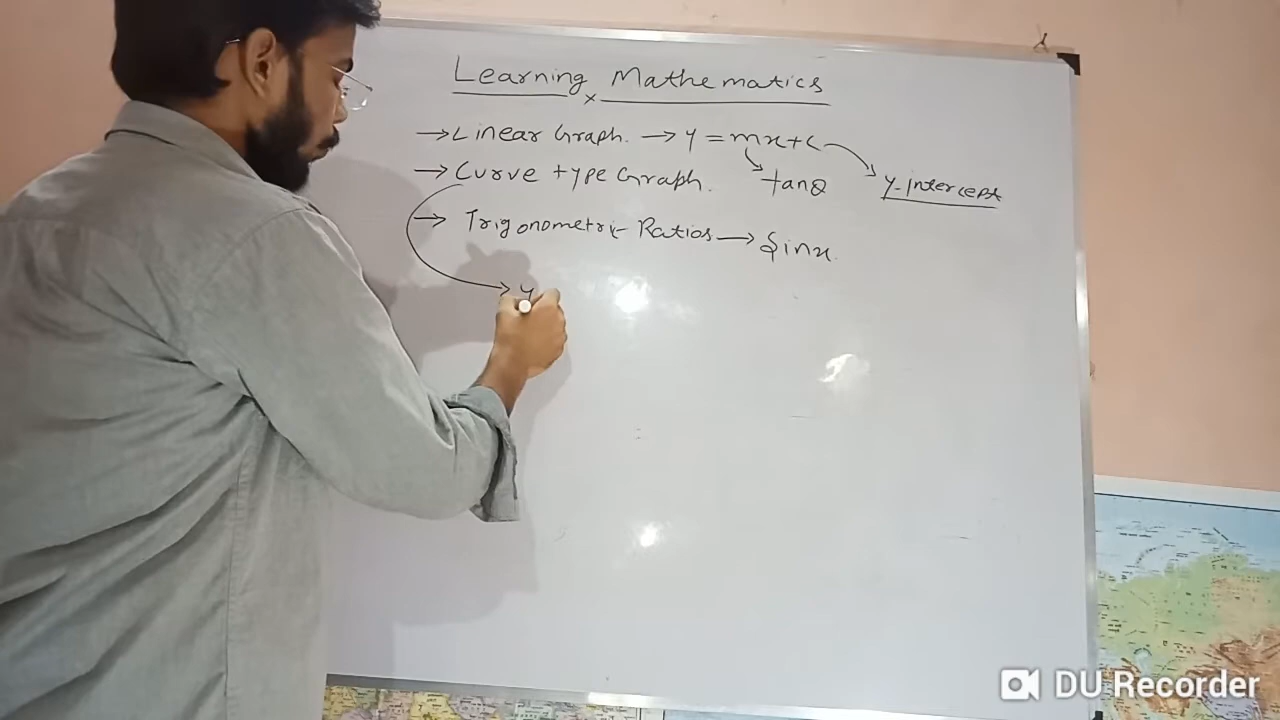 Learning Mathematics
→ Linear Graph. → y = mx+c
→ Curve type Graph. tanθ y-intercept
→ Trigonometric Ratios → Sinx.
y
DU Recorder